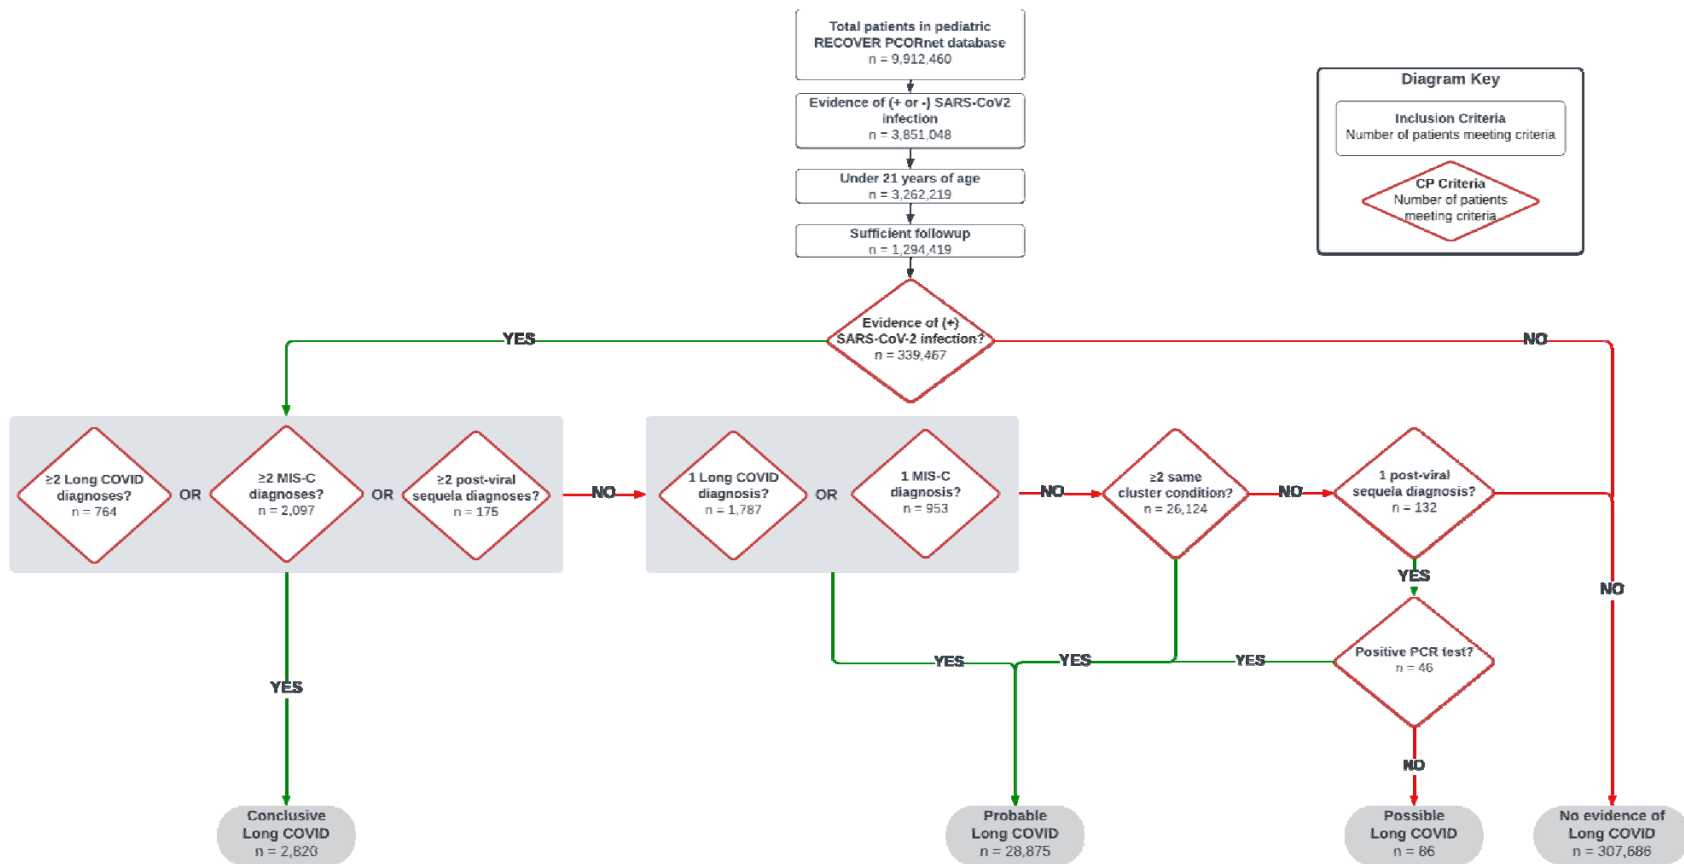 Total patients in pediatric
RECOVER PCORnet database
n = 9,912,460
Evidence of (+ or -) SARS-CoV2
infection
n = 3,851,048
Under 21 years of age
n = 3,262,219
Sufficient followup
n = 1,294,419
Diagram Key
Inclusion Criteria
Number of patients meeting criteria
CP Criteria
Number of patients
meeting criteria
Evidence of (+)
SARS-CoV-2 infection?
n = 339,467
YES
NO
≥2 Long COVID
diagnoses?
n = 764
OR
≥2 MIS-C
diagnoses?
n = 2,097
OR
≥2 post-viral
sequela diagnoses?
n = 175
NO
1 Long COVID
diagnosis?
n = 1,787
OR
1 MIS-C
diagnosis?
n = 953
NO
≥2 same
cluster condition?
n = 26,124
NO
1 post-viral
sequela diagnosis?
n = 132
YES
NO
Positive PCR test?
n = 46
YES
YES
YES
YES
NO
Conclusive
Long COVID
n = 2,820
Probable
Long COVID
n = 28,875
Possible
Long COVID
n = 86
No evidence of
Long COVID
n = 307,686